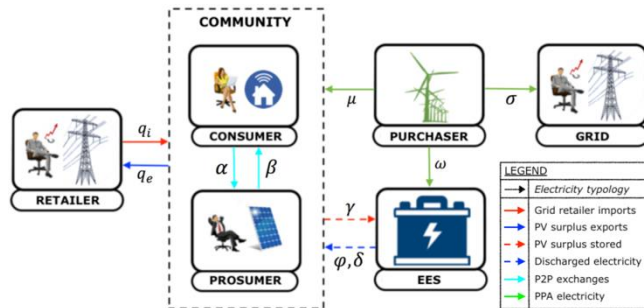 COMMUNITY
CONSUMER
α β
PROSUMER
RETAILER
q_i
q_e
μ
PURCHASER
σ
GRID
ω
γ
φ,δ
EES
LEGEND
Electricity typology
Grid retailer imports
PV surplus exports
PV surplus stored
Discharged electricity
P2P exchanges
PPA electricity